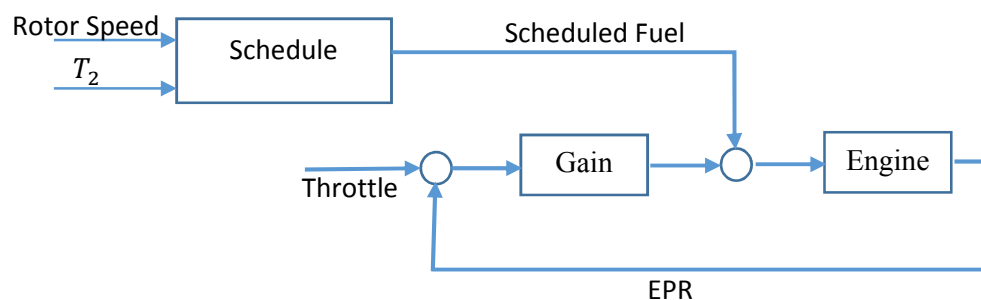 Rotor Speed
Schedule
Scheduled Fuel
T₂
Gain
Engine
Throttle
EPR